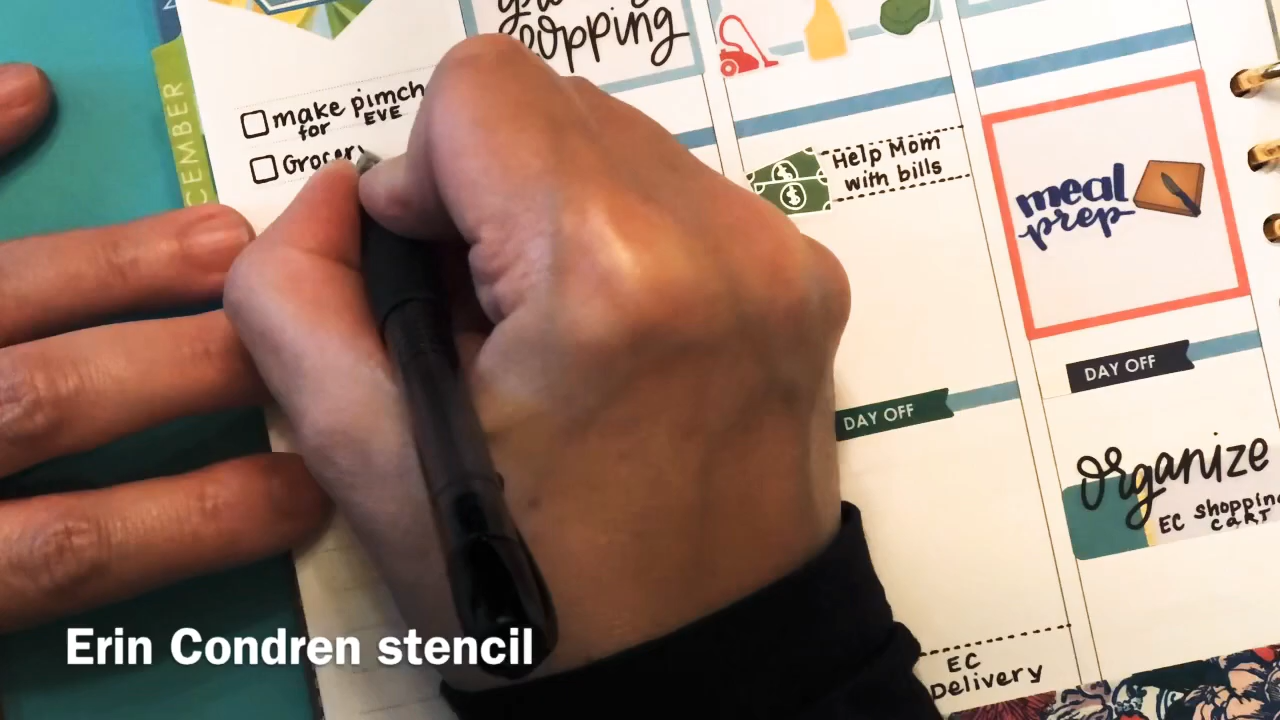 CEMBER
make pimch
for EVE
Grocery
opping
Help Mom
with bills
meal
prep
DAY OFF
DAY OFF
organize
EC shopping
CART
EC
Delivery
Erin Condren stencil